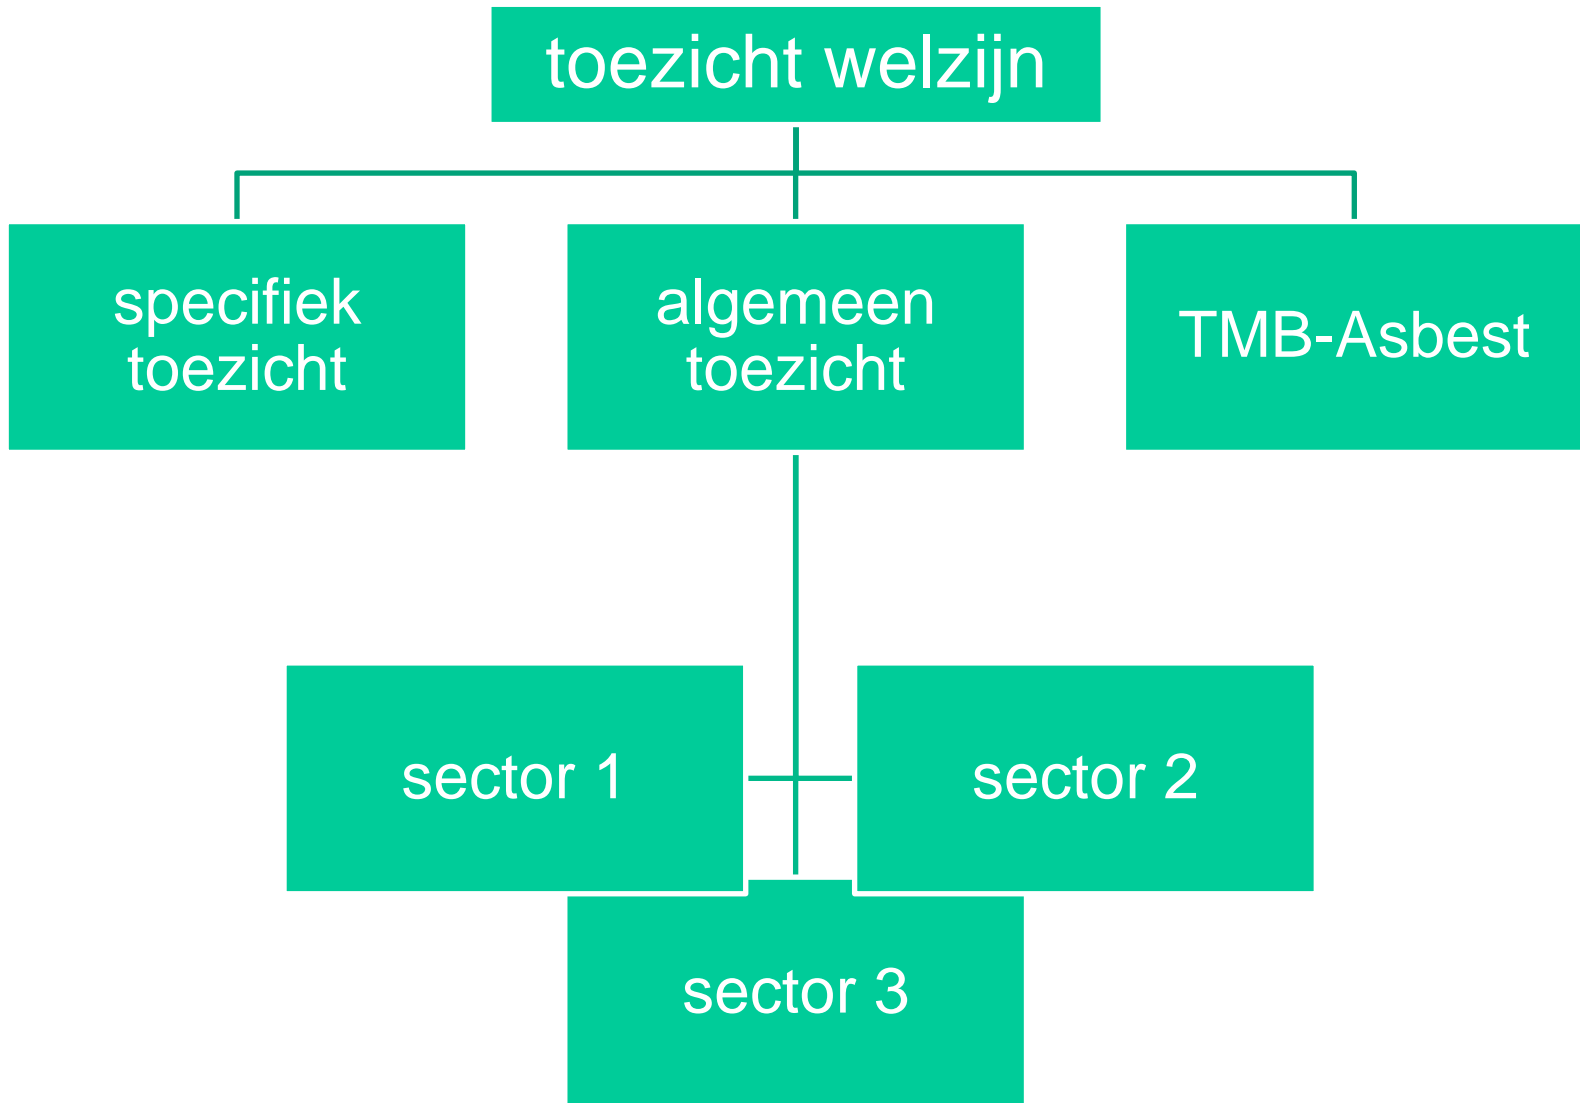 toezicht welzijn
specifiek
toezicht
algemeen
toezicht
TMB-Asbest
sector 1
sector 2
sector 3